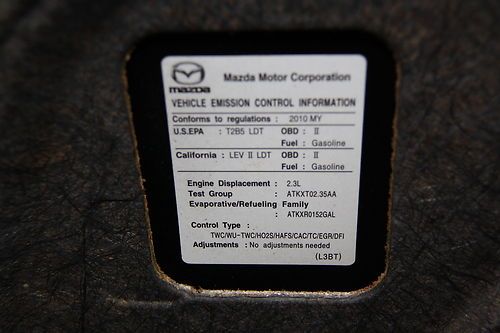 mazda
Mazda Motor Corporation
VEHICLE EMISSION CONTROL INFORMATION
Conforms to regulations : 2010 MY
U.S.EPA : T2B5 LDT OBD : II
Fuel : Gasoline
California : LEV II LDT OBD : II
Fuel : Gasoline
Engine Displacement : 2.3L
Test Group : ATKXT02.35AA
Evaporative/Refueling Family
: ATKXR0152GAL
Control Type :
TWC/WU-TWC/HO2S/HAFS/CAC/TC/EGR/DFI
Adjustments : No adjustments needed
(L3BT)